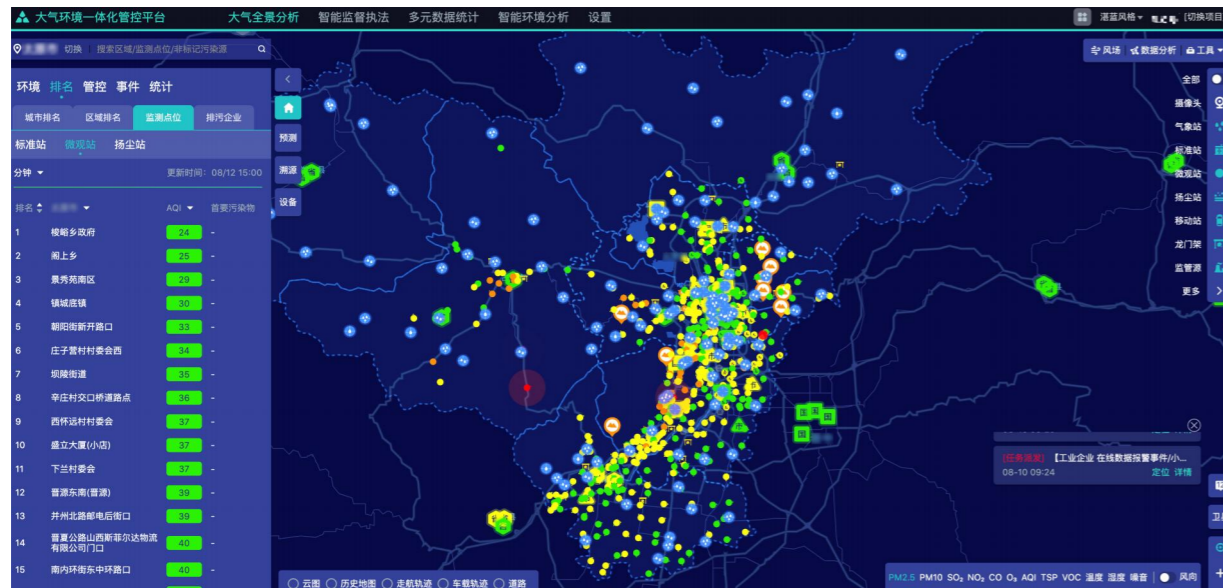 大气环境一体化管控平台 大气全景分析 智能监督执法 多元数据统计 智能环境分析 设置 湛蓝风格 [切换项目
切换 搜索区域/监测点位/非标记污染源
风场 数据分析 工具
环境 排名 管控 事件 统计
城市排名 区域排名 监测点位 排污企业
标准站 微观站 扬尘站
分钟 更新时间: 08/12 15:00
排名 AQI 首要污染物
1 梭峪乡政府 24 -
2 阁上乡 25 -
3 景秀苑南区 29 -
4 镇城底镇 30 -
5 朝阳街新开路口 33 -
6 庄子营村村委会西 34 -
7 坝陵街道 35 -
8 辛庄村交口桥道路点 36 -
9 西怀远村村委会 37 -
10 盛立大厦(小店) 37 -
11 下兰村委会 37 -
12 晋源东南(晋源) 39 -
13 并州北路邮电后街口 39 -
14 晋夏公路山西斯菲尔达物流有限公司门口 40 -
15 南内环街东中环路口 40 -
预测
溯源
设备
全部
摄像头
气象站
标准站
微观站
扬尘站
移动站
龙门架
监管源
更多
国 国 国
国
[任务派发] 【工业企业 在线数据报警事件/小...
08-10 09:24 定位 详情
云图 历史地图 走航轨迹 车载轨迹 道路
PM2.5 PM10 SO₂ NO₂ CO O₃ AQI TSP VOC 温度 湿度 噪音 风向